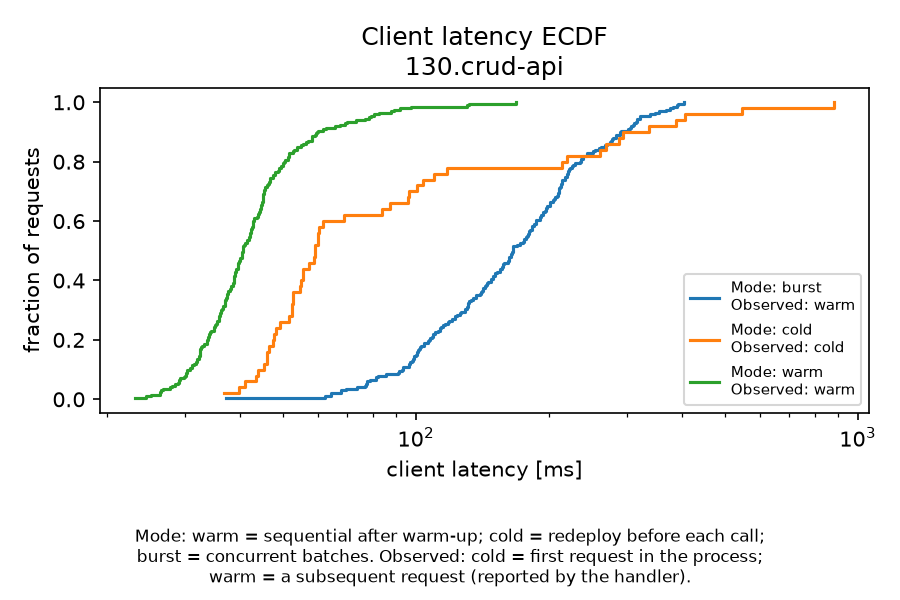 Client latency ECDF
130.crud-api
fraction of requests
1.0
0.8
0.6
0.4
0.2
0.0
Mode: burst
Observed: warm
Mode: cold
Observed: cold
Mode: warm
Observed: warm
10²
10³
client latency [ms]
Mode: warm = sequential after warm-up; cold = redeploy before each call;
burst = concurrent batches. Observed: cold = first request in the process;
warm = a subsequent request (reported by the handler).